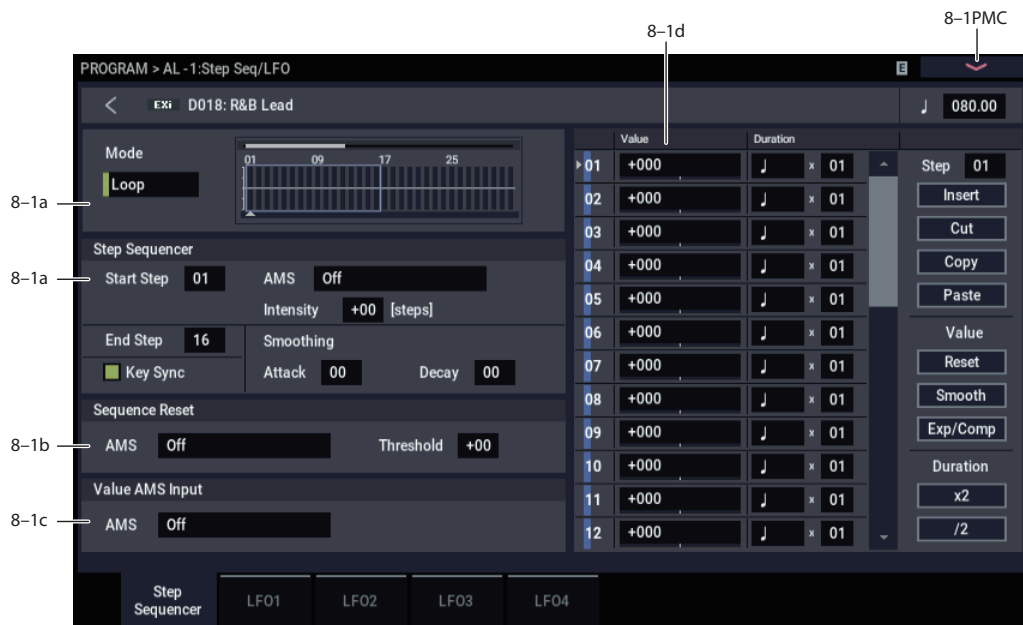 8–1PMC
8–1d
PROGRAM > AL-1:Step Seq/LFO
E
EXi D018: R&B Lead
♩ 080.00
Mode
Loop
01 09 17 25
8–1a
Step Sequencer
8–1a
Start Step 01
AMS Off
Intensity +00 [steps]
End Step 16
Smoothing
Key Sync
Attack 00 Decay 00
Sequence Reset
8–1b
AMS Off Threshold +00
Value AMS Input
8–1c
AMS Off
Value Duration
01 +000 ♩ x 01
02 +000 ♩ x 01
03 +000 ♩ x 01
04 +000 ♩ x 01
05 +000 ♩ x 01
06 +000 ♩ x 01
07 +000 ♩ x 01
08 +000 ♩ x 01
09 +000 ♩ x 01
10 +000 ♩ x 01
11 +000 ♩ x 01
12 +000 ♩ x 01
Step 01
Insert
Cut
Copy
Paste
Value
Reset
Smooth
Exp/Comp
Duration
x2
/2
Step
Sequencer
LFO1
LFO2
LFO3
LFO4